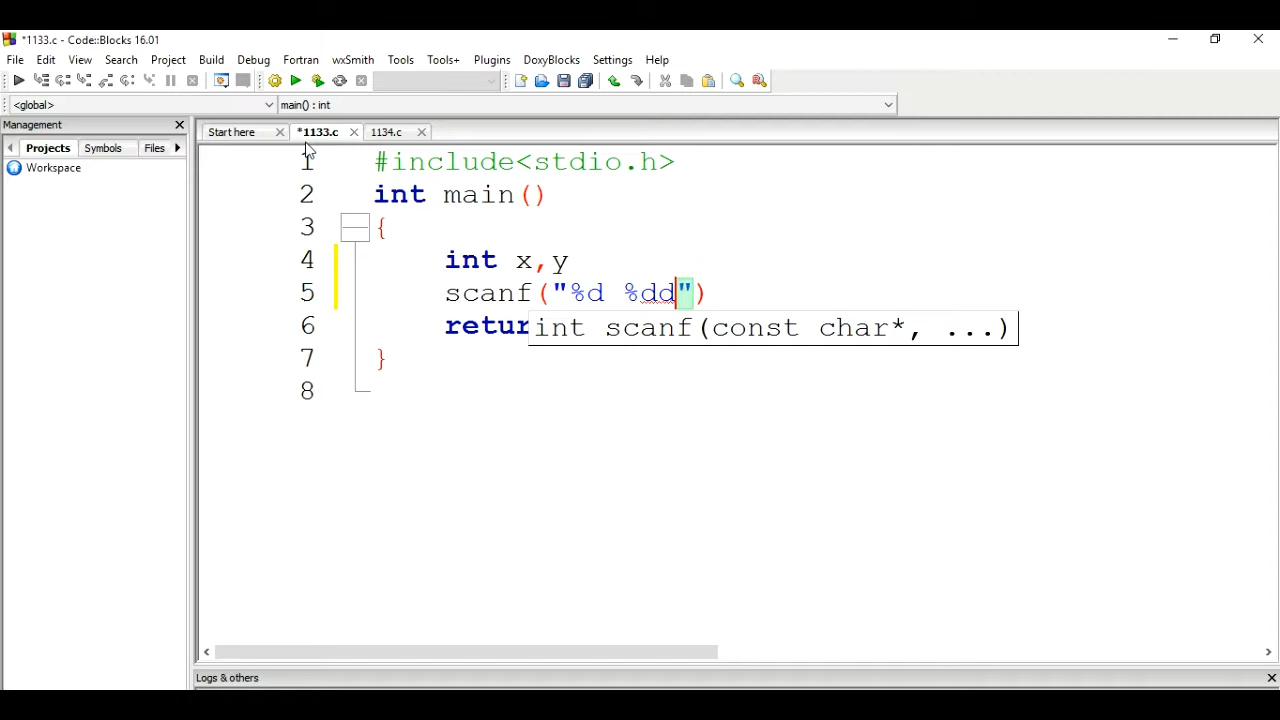 *1133.c - Code::Blocks 16.01
File Edit View Search Project Build Debug Fortran wxSmith Tools Tools+ Plugins DoxyBlocks Settings Help
<global> main() : int
Management
Start here *1133.c 1134.c
Projects Symbols Files
Workspace
1 #include<stdio.h>
2 int main()
3 {
4 int x,y
5 scanf("%d %dd")
6 retur
int scanf(const char*, ...)
7 }
8
Logs & others